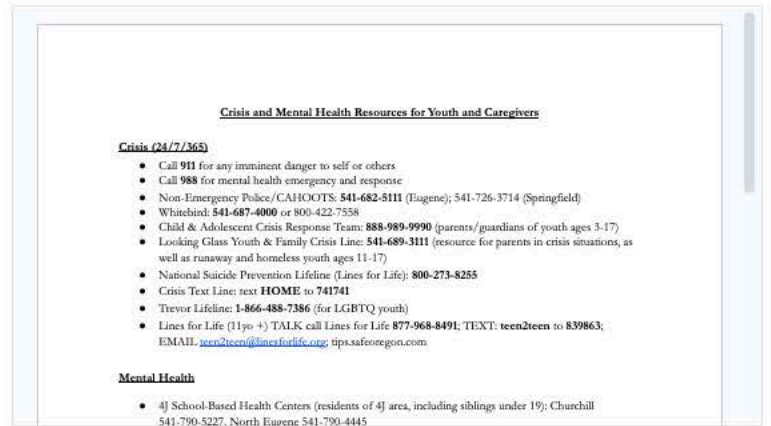 Crisis and Mental Health Resources for Youth and Caregivers
Crisis (24/7/365)
● Call 911 for any imminent danger to self or others
● Call 988 for mental health emergency and response
● Non-Emergency Police/CAHOOTS: 541-682-5111 (Eugene); 541-726-3714 (Springfield)
● Whitebird: 541-687-4000 or 800-422-7558
● Child & Adolescent Crisis Response Team: 888-989-9990 (parents/guardians of youth ages 3-17)
● Looking Glass Youth & Family Crisis Line: 541-689-3111 (resource for parents in crisis situations, as
well as runaway and homeless youth ages 11-17)
● National Suicide Prevention Lifeline (Lines for Life): 800-273-8255
● Crisis Text Line: text HOME to 741741
● Trevor Lifeline: 1-866-488-7386 (for LGBTQ youth)
● Lines for Life (11yo +) TALK call Lines for Life 877-968-8491; TEXT: teen2teen to 839863;
EMAIL teen2teen@linesforlife.org; tips.safeoregon.com
Mental Health
● 4J School-Based Health Centers (residents of 4J area, including siblings under 19): Churchill
541-790-5227, North Eugene 541-790-4445